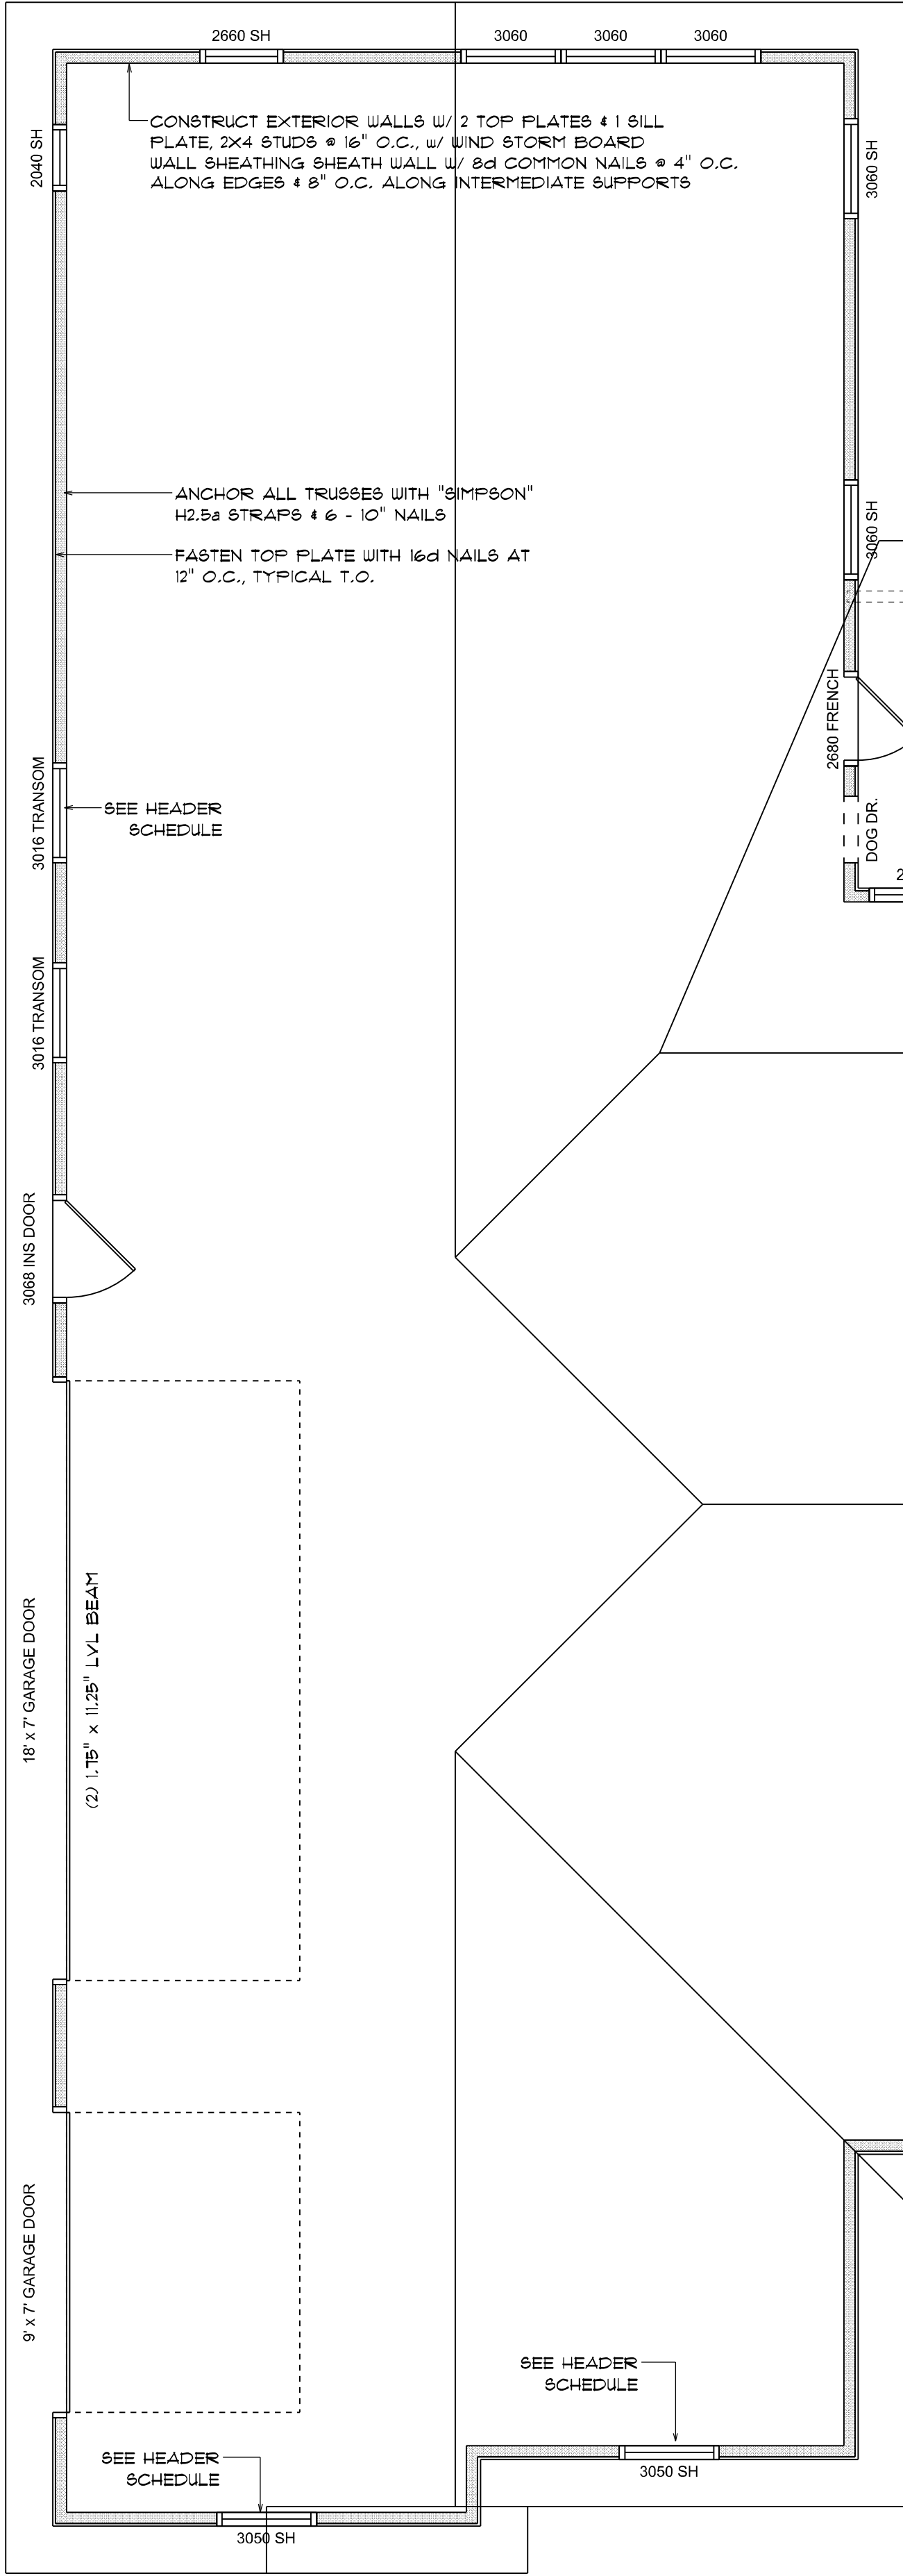 2660 SH
3060
3060
3060
CONSTRUCT EXTERIOR WALLS W/ 2 TOP PLATES & 1 SILL
PLATE, 2X4 STUDS @ 16" O.C., w/ WIND STORM BOARD
WALL SHEATHING SHEATH WALL W/ 8d COMMON NAILS @ 4" O.C.
ALONG EDGES & 8" O.C. ALONG INTERMEDIATE SUPPORTS
2040 SH
3060 SH
ANCHOR ALL TRUSSES WITH "SIMPSON"
H2.5a STRAPS & 6 - 10" NAILS
3060 SH
FASTEN TOP PLATE WITH 16d NAILS AT
12" O.C., TYPICAL T.O.
2680 FRENCH
3016 TRANSOM
SEE HEADER
SCHEDULE
DOG DR.
2
3016 TRANSOM
3068 INS DOOR
18' x 7' GARAGE DOOR
(2) 1.75" x 11.25" LVL BEAM
9' x 7' GARAGE DOOR
SEE HEADER
SCHEDULE
3050 SH
SEE HEADER
SCHEDULE
3050 SH